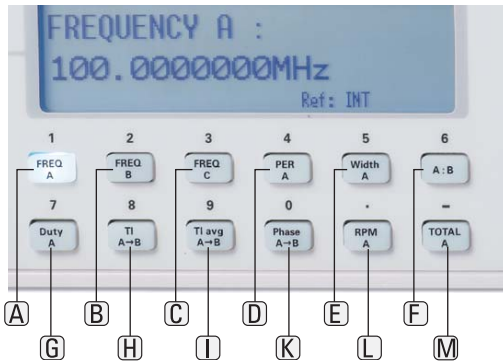 FREQUENCY A :
100.0000000MHz
Ref: INT
1 2 3 4 5 6
FREQ A FREQ B FREQ C PER A Width A A:B
7 8 9 0 . -
Duty A TI A→B TI avg A→B Phase A→B RPM A TOTAL A
A B C D E F
G H I K L M